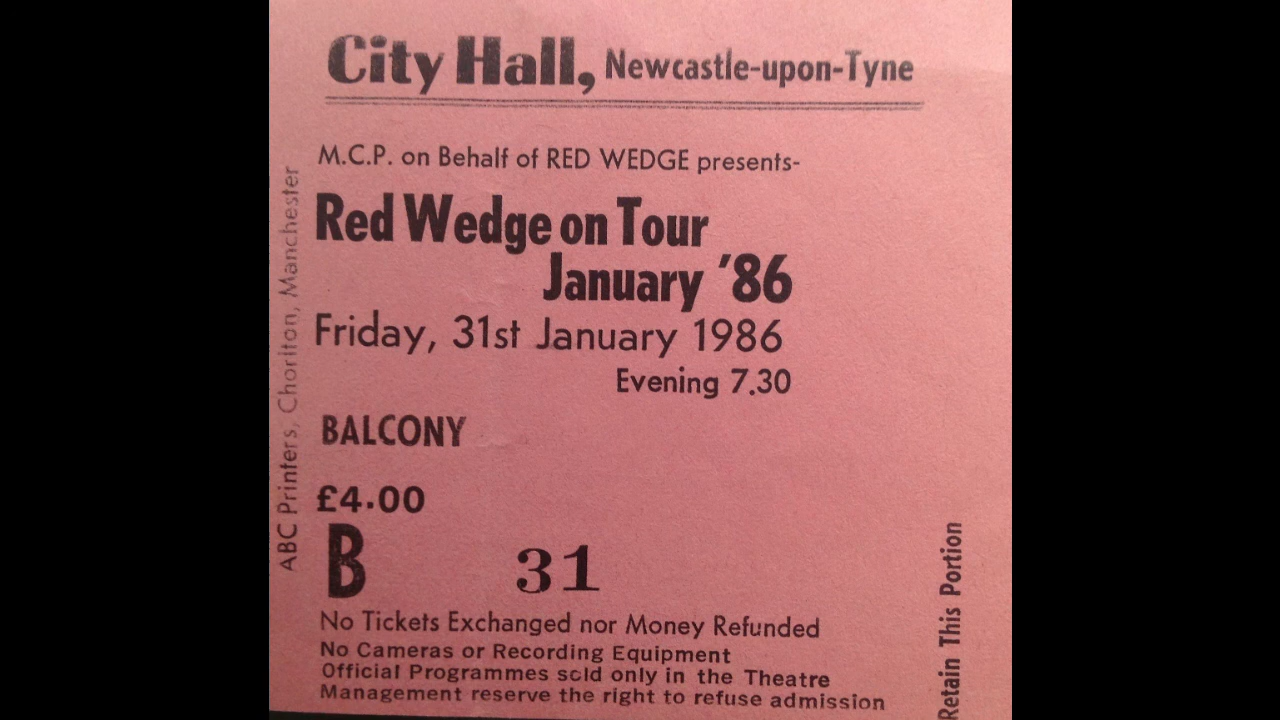 City Hall, Newcastle-upon-Tyne
M.C.P. on Behalf of RED WEDGE presents-
Red Wedge on Tour
January '86
Friday, 31st January 1986
Evening 7.30
BALCONY
£4.00
B 31
No Tickets Exchanged nor Money Refunded
No Cameras or Recording Equipment
Official Programmes sold only in the Theatre
Management reserve the right to refuse admission
ABC Printers, Chorlton, Manchester
Retain This Portion